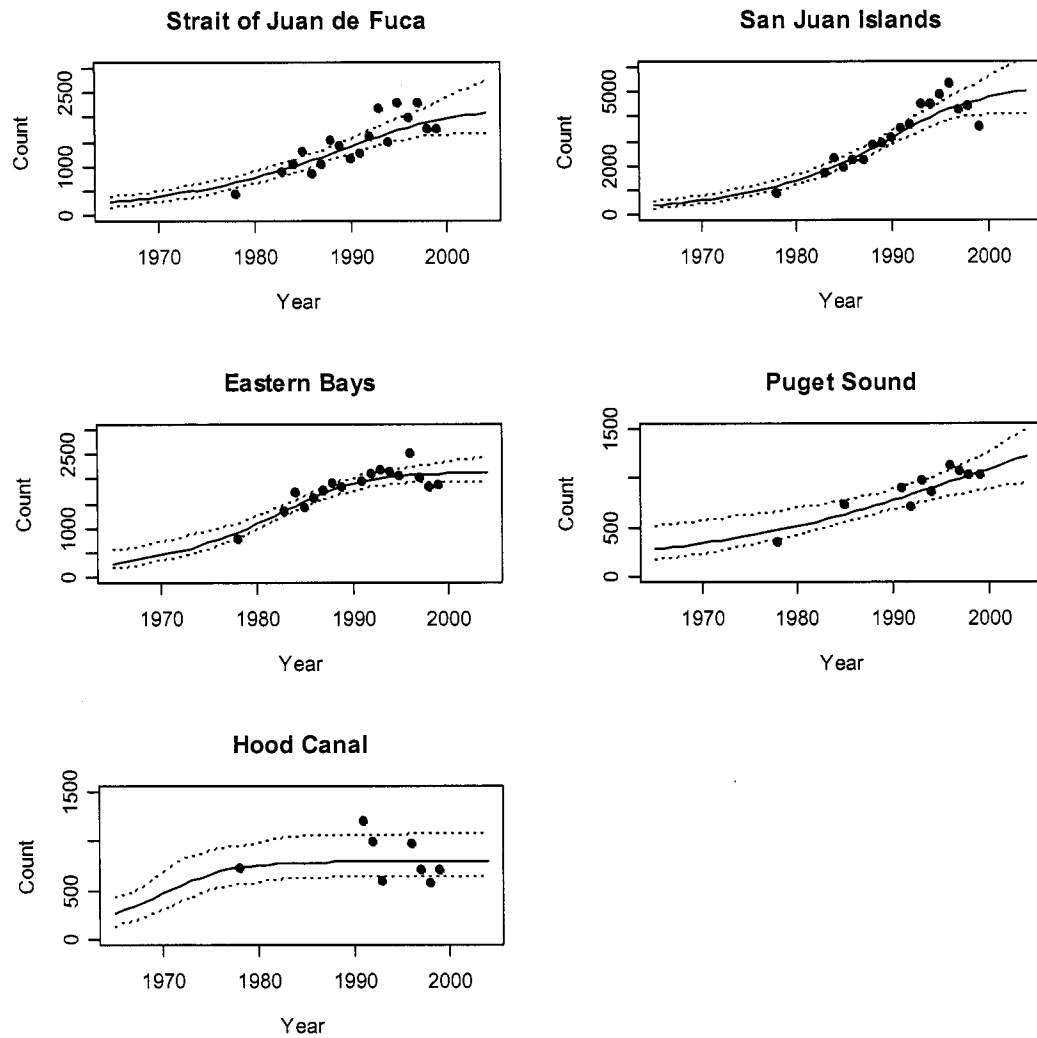 Strait of Juan de Fuca
Count
0 1000 2500
1970 1980 1990 2000
Year
San Juan Islands
Count
0 2000 5000
1970 1980 1990 2000
Year
Eastern Bays
Count
0 1000 2500
1970 1980 1990 2000
Year
Puget Sound
Count
0 500 1500
1970 1980 1990 2000
Year
Hood Canal
Count
0 500 1500
1970 1980 1990 2000
Year